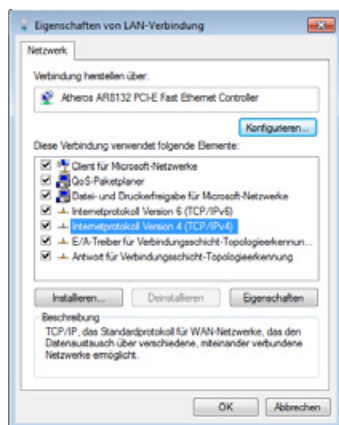 Eigenschaften von LAN-Verbindung
Netzwerk
Verbindung herstellen über:
Atheros AR8132 PCI-E Fast Ethernet Controller
Konfigurieren...
Diese Verbindung verwendet folgende Elemente:
Client für Microsoft-Netzwerke
QoS-Paketplaner
Datei- und Druckerfreigabe für Microsoft-Netzwerke
Internetprotokoll Version 6 (TCP/IPv6)
Internetprotokoll Version 4 (TCP/IPv4)
E/A-Treiber für Verbindungsschicht-Topologieerkennun...
Antwort für Verbindungsschicht-Topologieerkennung
Installieren... Deinstallieren Eigenschaften
Beschreibung
TCP/IP, das Standardprotokoll für WAN-Netzwerke, das den
Datenaustausch über verschiedene, miteinander verbundene
Netzwerke ermöglicht.
OK Abbrechen